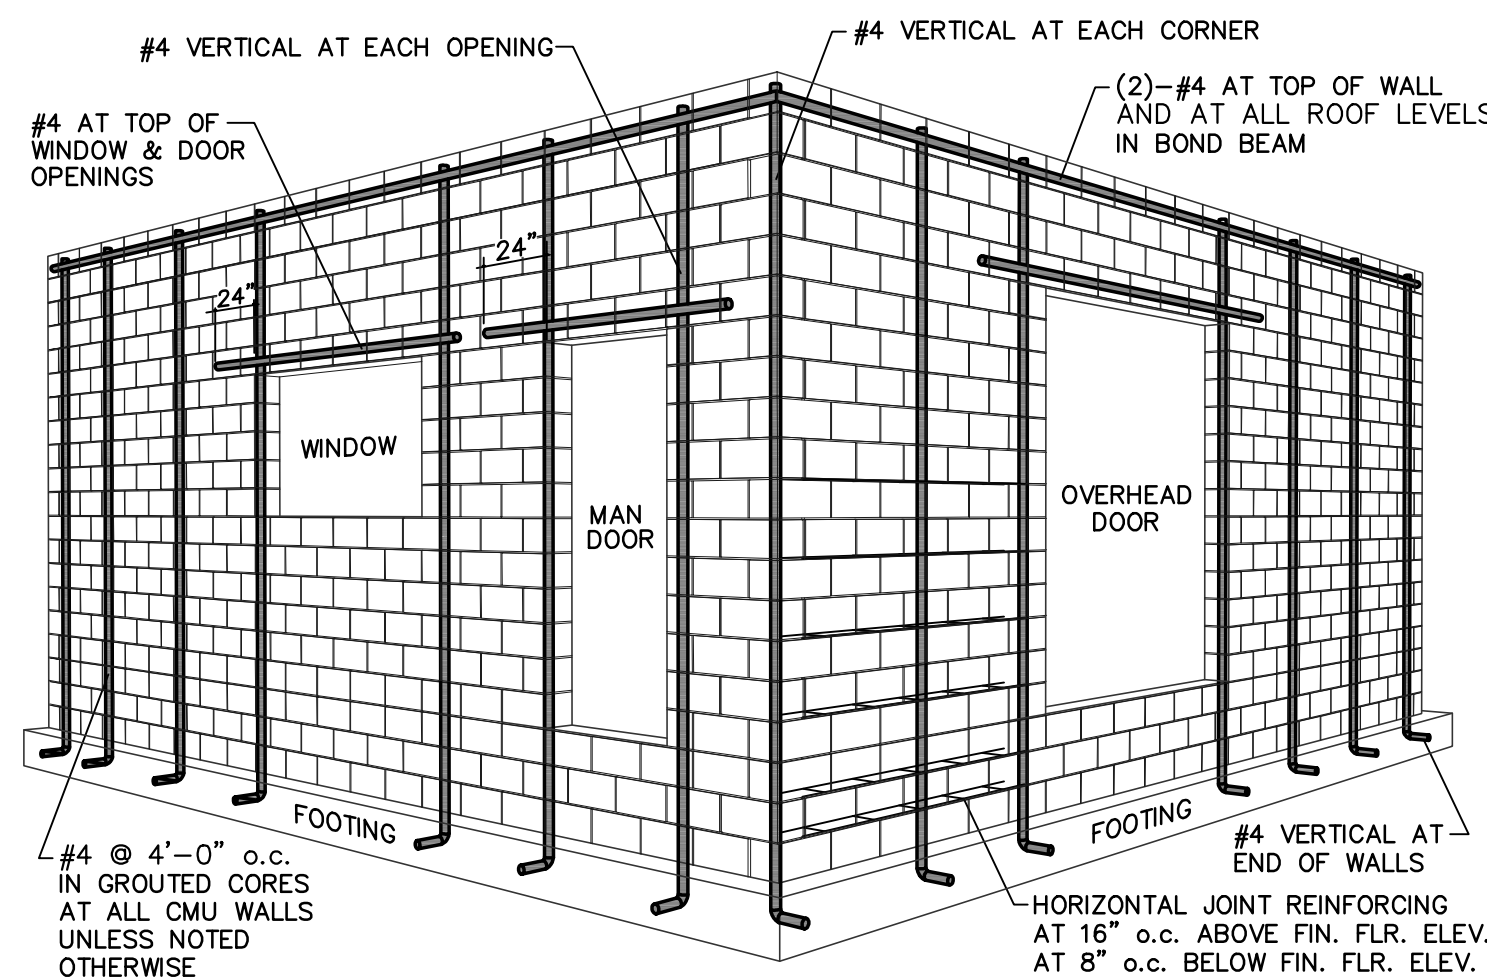 #4 VERTICAL AT EACH OPENING
#4 VERTICAL AT EACH CORNER
(2)-#4 AT TOP OF WALL
AND AT ALL ROOF LEVELS
IN BOND BEAM
#4 AT TOP OF
WINDOW & DOOR
OPENINGS
24"
24"
WINDOW
MAN
DOOR
OVERHEAD
DOOR
FOOTING
FOOTING
#4 @ 4'-0" o.c.
IN GROUTED CORES
AT ALL CMU WALLS
UNLESS NOTED
OTHERWISE
#4 VERTICAL AT
END OF WALLS
HORIZONTAL JOINT REINFORCING
AT 16" o.c. ABOVE FIN. FLR. ELEV.
AT 8" o.c. BELOW FIN. FLR. ELEV.